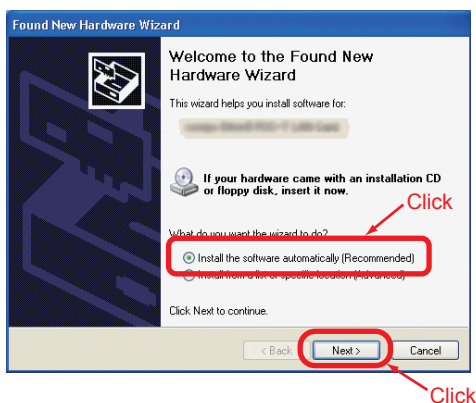 Found New Hardware Wizard
Welcome to the Found New
Hardware Wizard
This wizard helps you install software for:
If your hardware came with an installation CD
or floppy disk, insert it now.
Click
What do you want the wizard to do?
Install the software automatically (Recommended)
Install from a list or specific location (Advanced)
Click Next to continue.
< Back
Next >
Cancel
Click